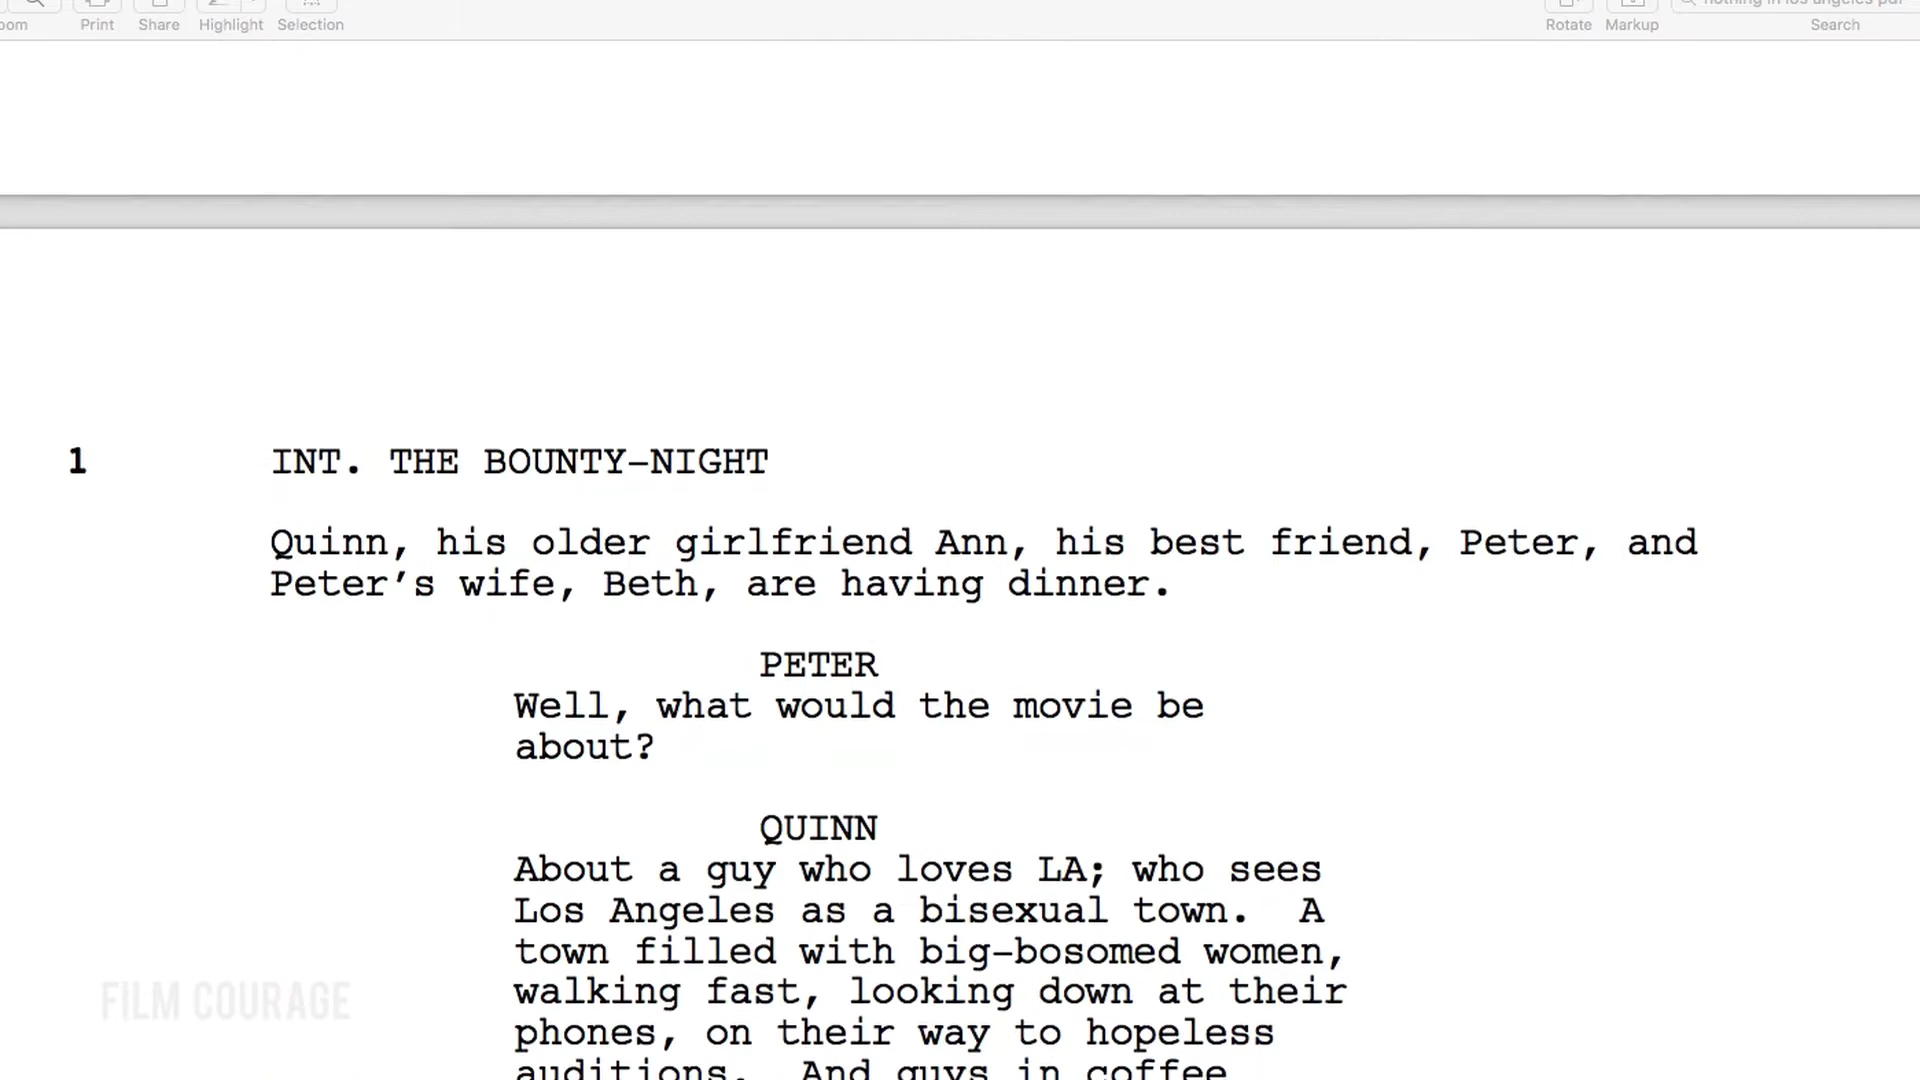 Print Share Highlight Selection Rotate Markup Search
1 INT. THE BOUNTY-NIGHT
Quinn, his older girlfriend Ann, his best friend, Peter, and
Peter’s wife, Beth, are having dinner.
PETER
Well, what would the movie be
about?
QUINN
About a guy who loves LA; who sees
Los Angeles as a bisexual town. A
town filled with big-bosomed women,
walking fast, looking down at their
phones, on their way to hopeless
auditions. And guys in coffee
FILM COURAGE